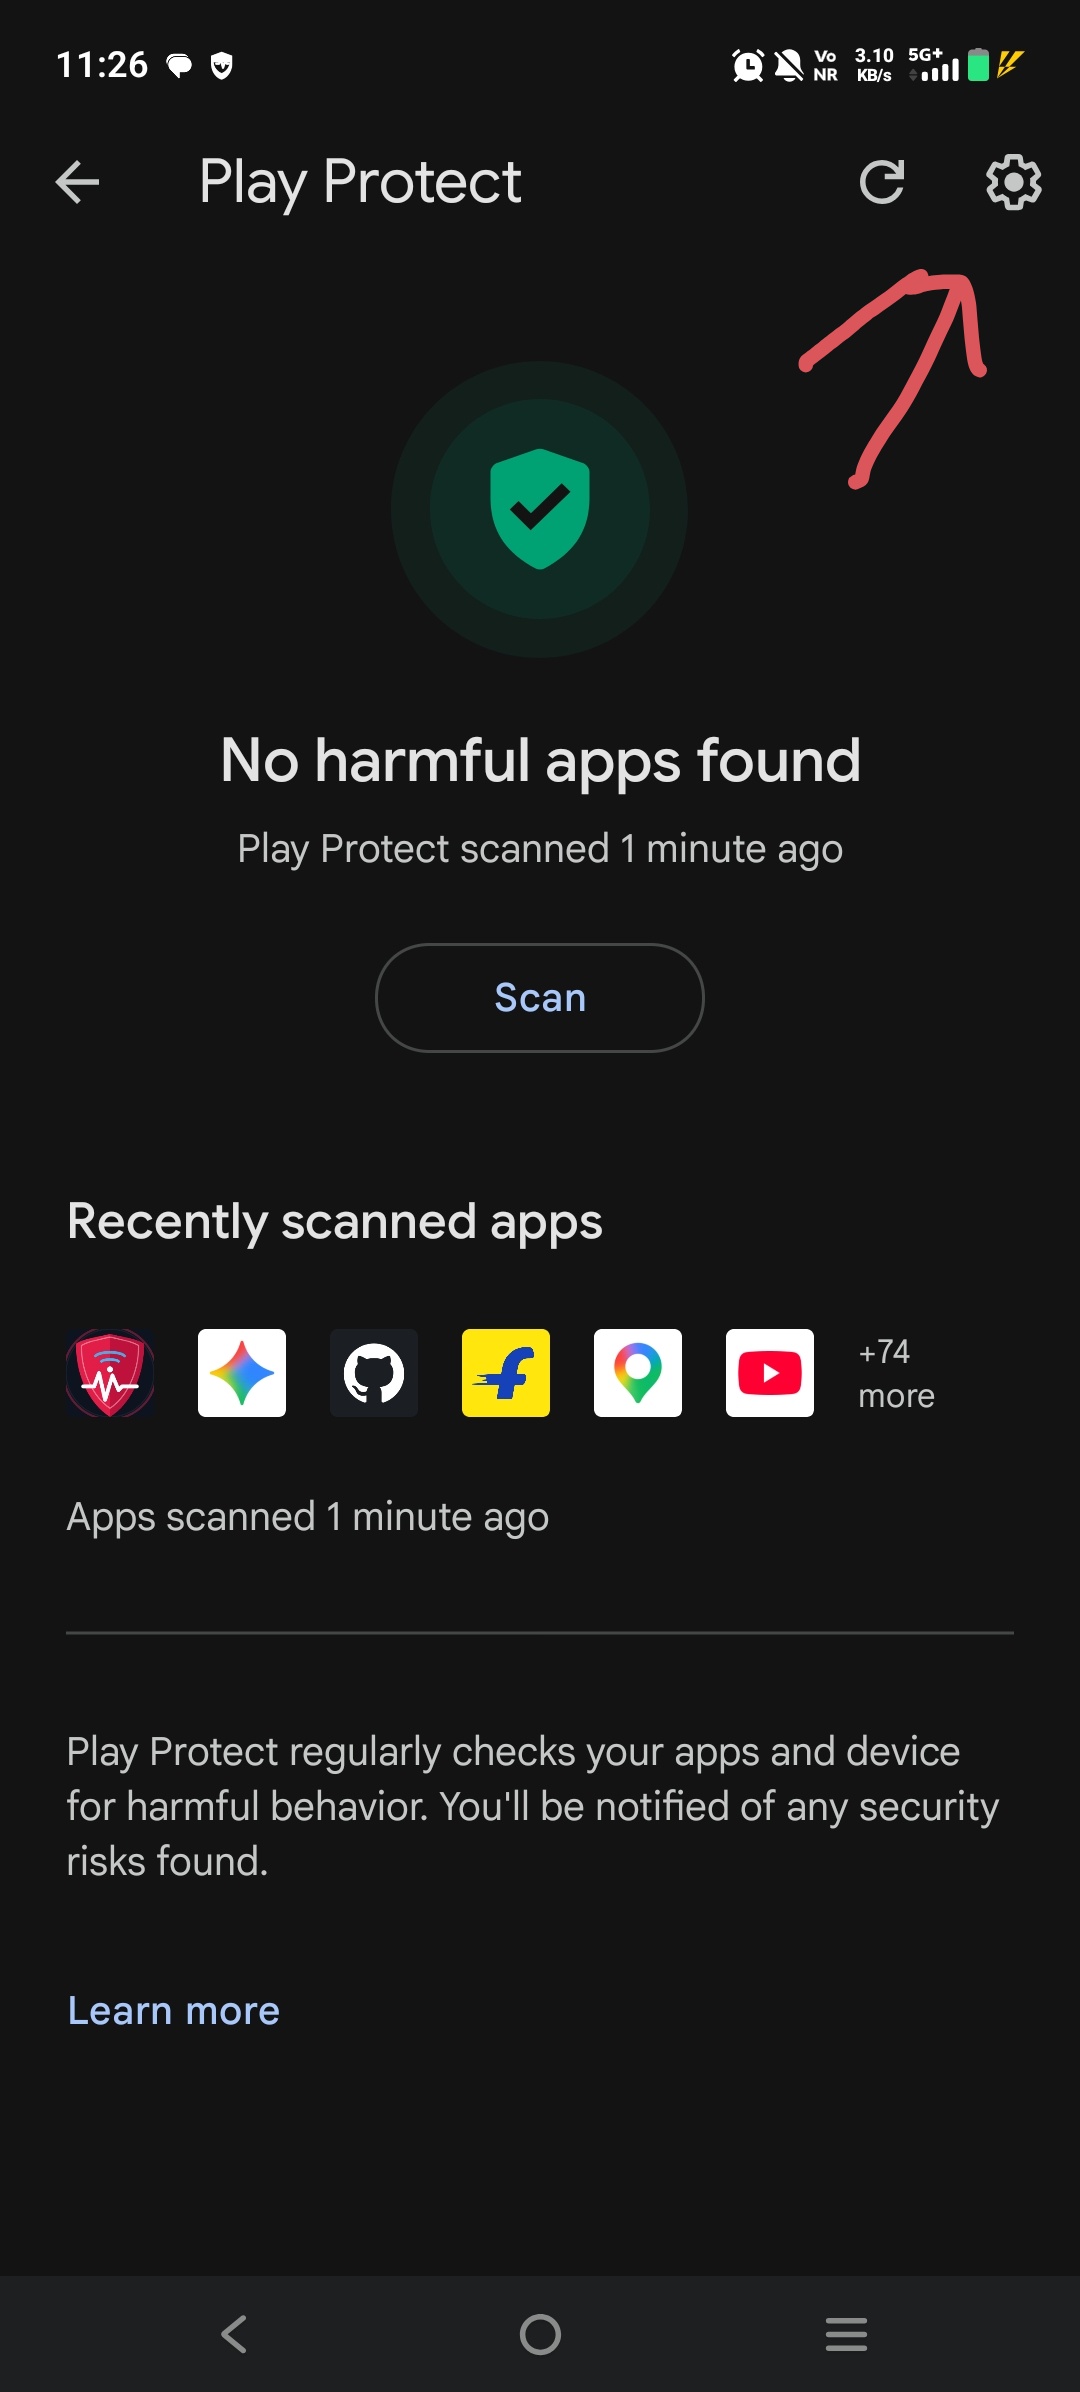 11:26
Vo
NR
3.10
KB/s
5G+
Play Protect
No harmful apps found
Play Protect scanned 1 minute ago
Scan
Recently scanned apps
+74
more
Apps scanned 1 minute ago
Play Protect regularly checks your apps and device
for harmful behavior. You'll be notified of any security
risks found.
Learn more